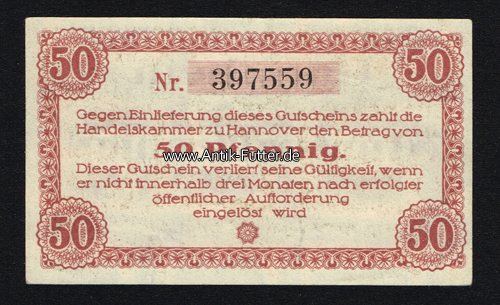 50 50
Nr. 397559
Gegen Einlieferung dieses Gutscheins zahlt die
Handelskammer zu Hannover den Betrag von
50 Pfennig.
www.Antik-Futter.de
Dieser Gutschein verliert seine Gültigkeit, wenn
er nicht innerhalb drei Monaten nach erfolgter
öffentlicher Aufforderung
eingelöst wird
50 50